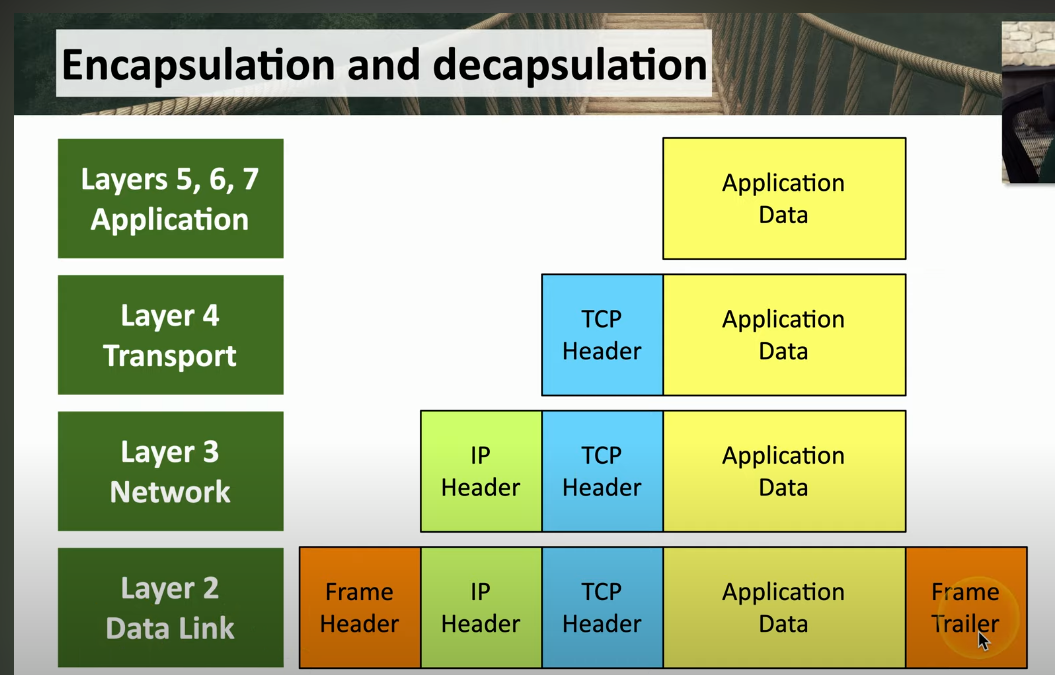 Encapsulation and decapsulation
Layers 5, 6, 7
Application
Application
Data
Layer 4
Transport
TCP
Header
Application
Data
Layer 3
Network
IP
Header
TCP
Header
Application
Data
Layer 2
Data Link
Frame
Header
IP
Header
TCP
Header
Application
Data
Frame
Trailer